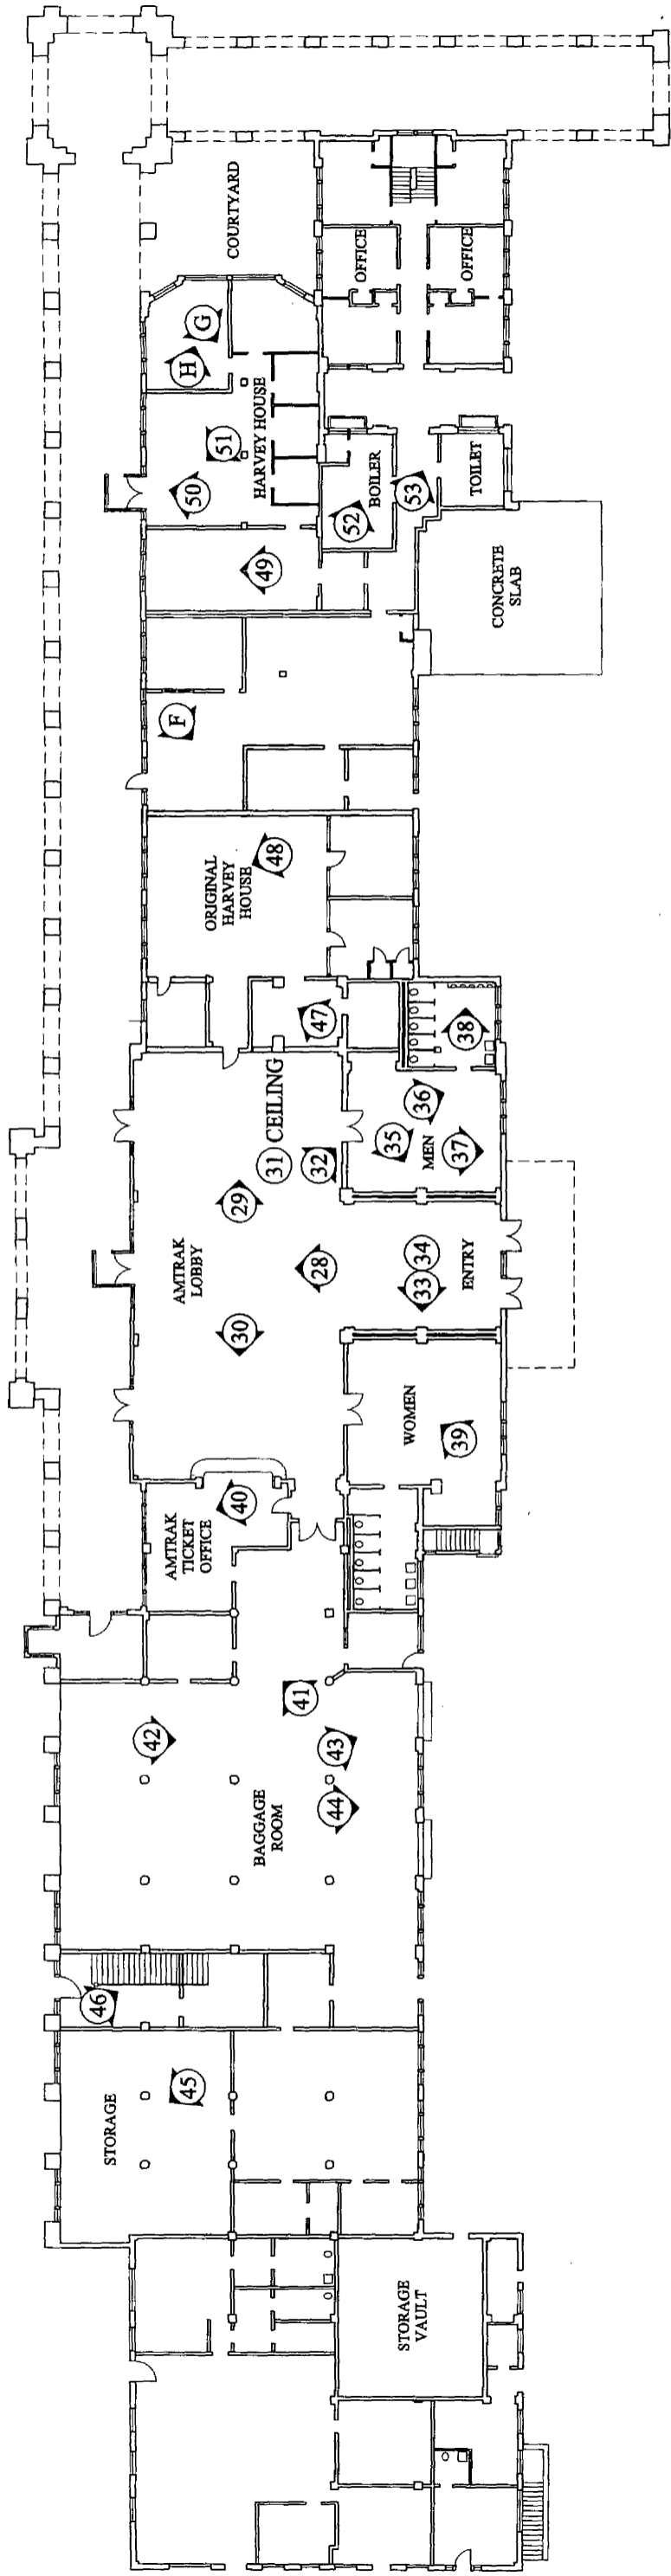 COURTYARD
OFFICE
OFFICE
G
H
HARVEY HOUSE
51
50
BOILER
52
53
TOILET
49
CONCRETE
SLAB
F
ORIGINAL
HARVEY
HOUSE
48
47
38
31 CEILING
32
36
35
MEN
37
29
AMTRAK
LOBBY
28
30
34
33
ENTRY
WOMEN
39
40
AMTRAK
TICKET
OFFICE
41
42
43
44
BAGGAGE
ROOM
46
45
STORAGE
STORAGE
VAULT